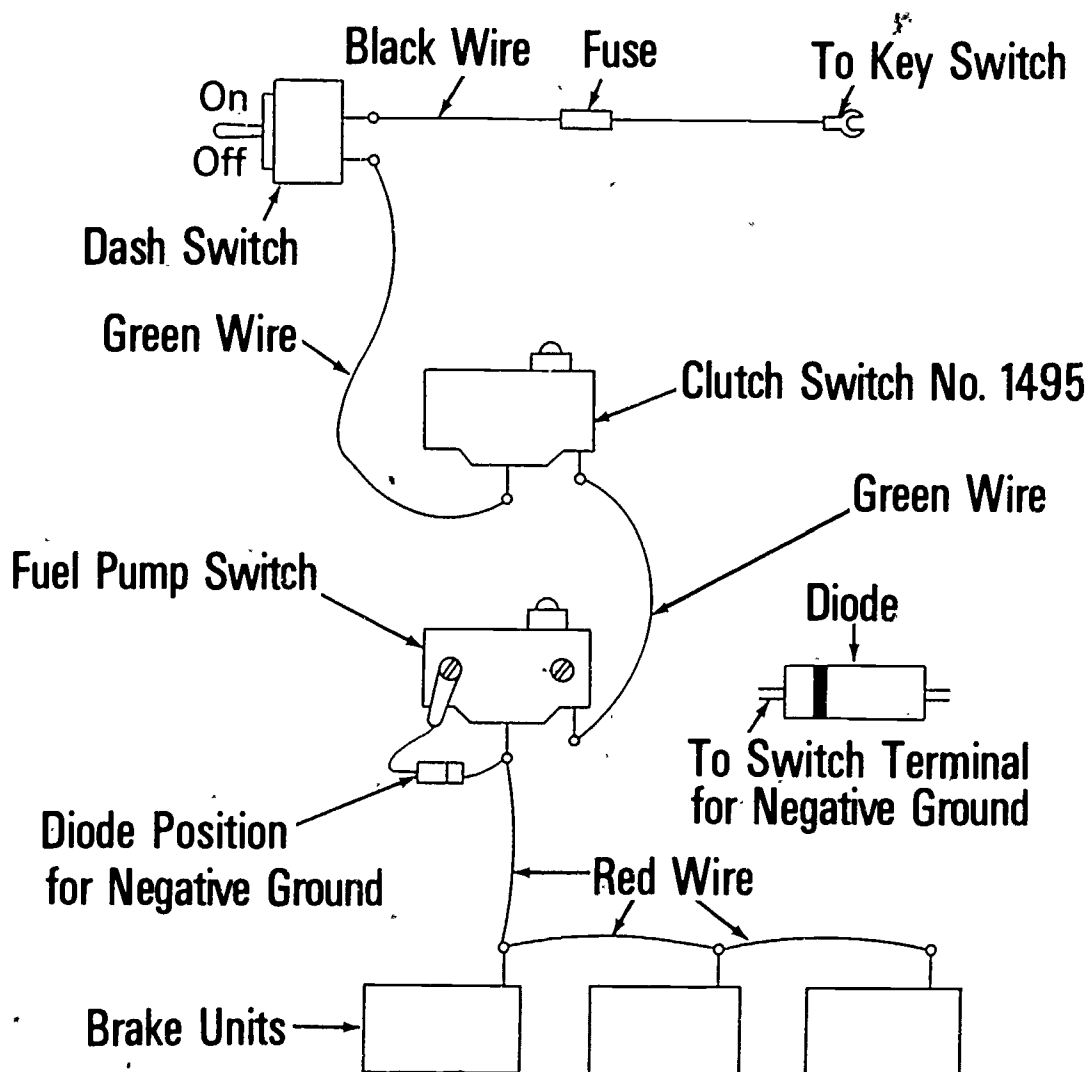 Black Wire
Fuse
To Key Switch
On
Off
Dash Switch
Green Wire
Clutch Switch No. 1495
Green Wire
Fuel Pump Switch
Diode
To Switch Terminal
for Negative Ground
Diode Position
for Negative Ground
Red Wire
Brake Units